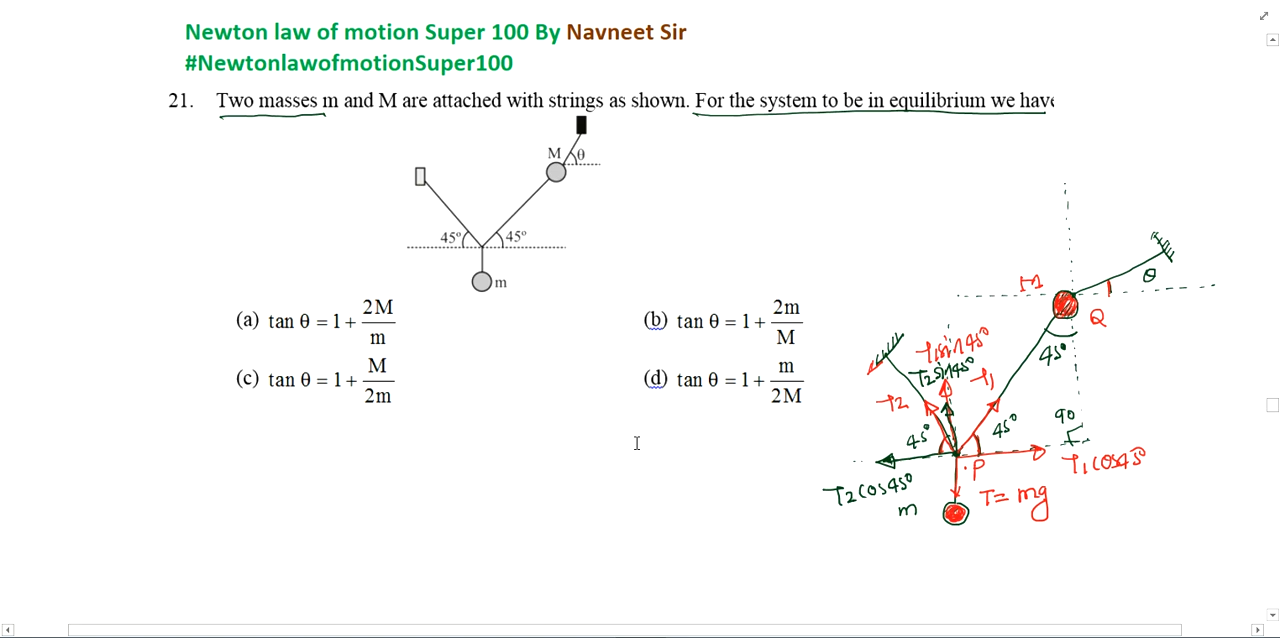 Newton law of motion Super 100 By Navneet Sir
#NewtonlawofmotionSuper100
21. Two masses m and M are attached with strings as shown. For the system to be in equilibrium we have
M θ
45° 45°
m
(a) tan θ = 1 + 2M/m
(b) tan θ = 1 + 2m/M
(c) tan θ = 1 + M/2m
(d) tan θ = 1 + m/2M
M
θ
Q
45°
T1sin45°
T2sin45°
T1
T2
90
45°
45°
P
T1cos45°
T2cos45°
T = mg
m